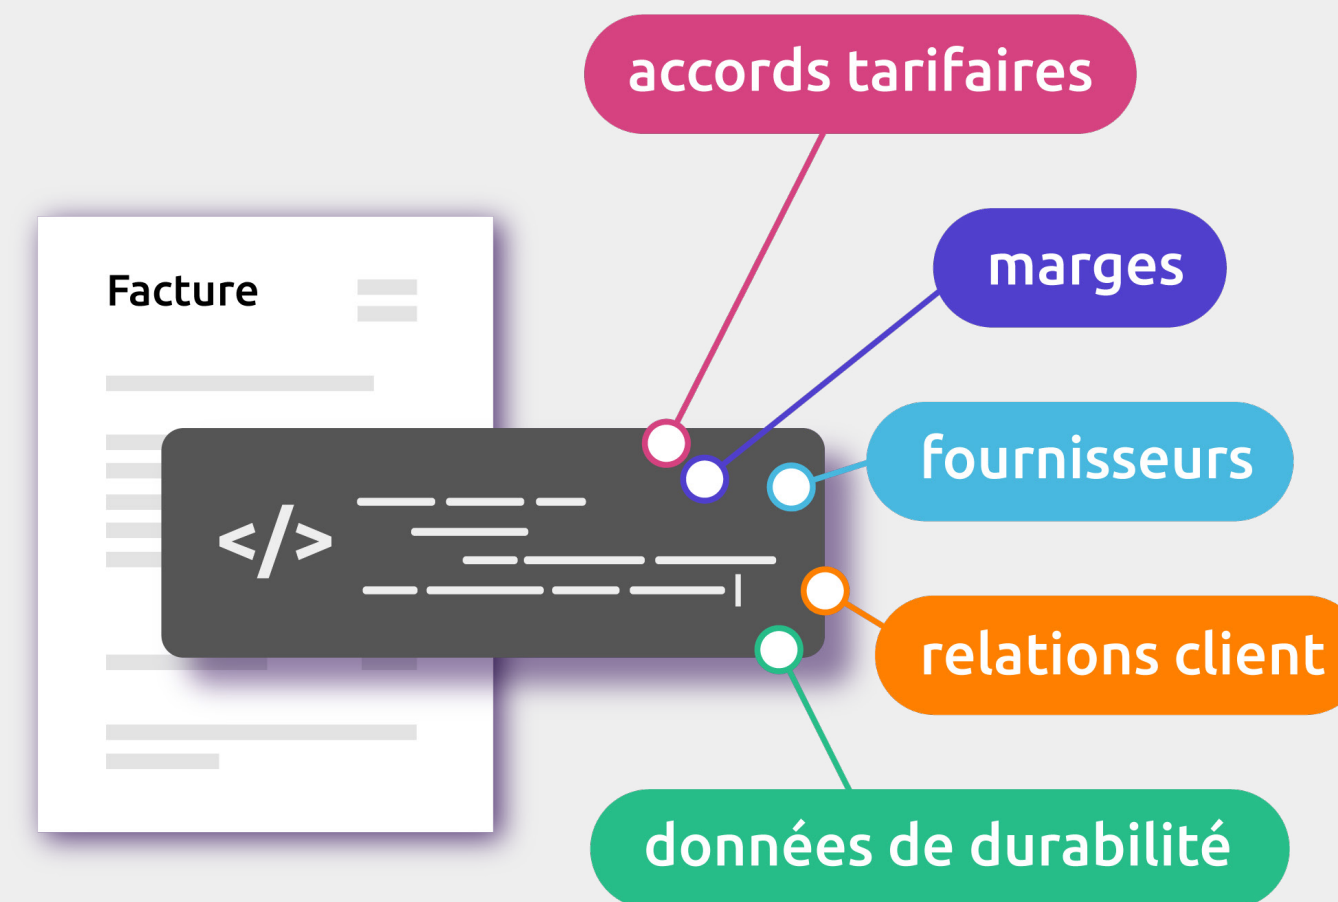 accords tarifaires
marges
Facture
fournisseurs
</>
relations client
données de durabilité